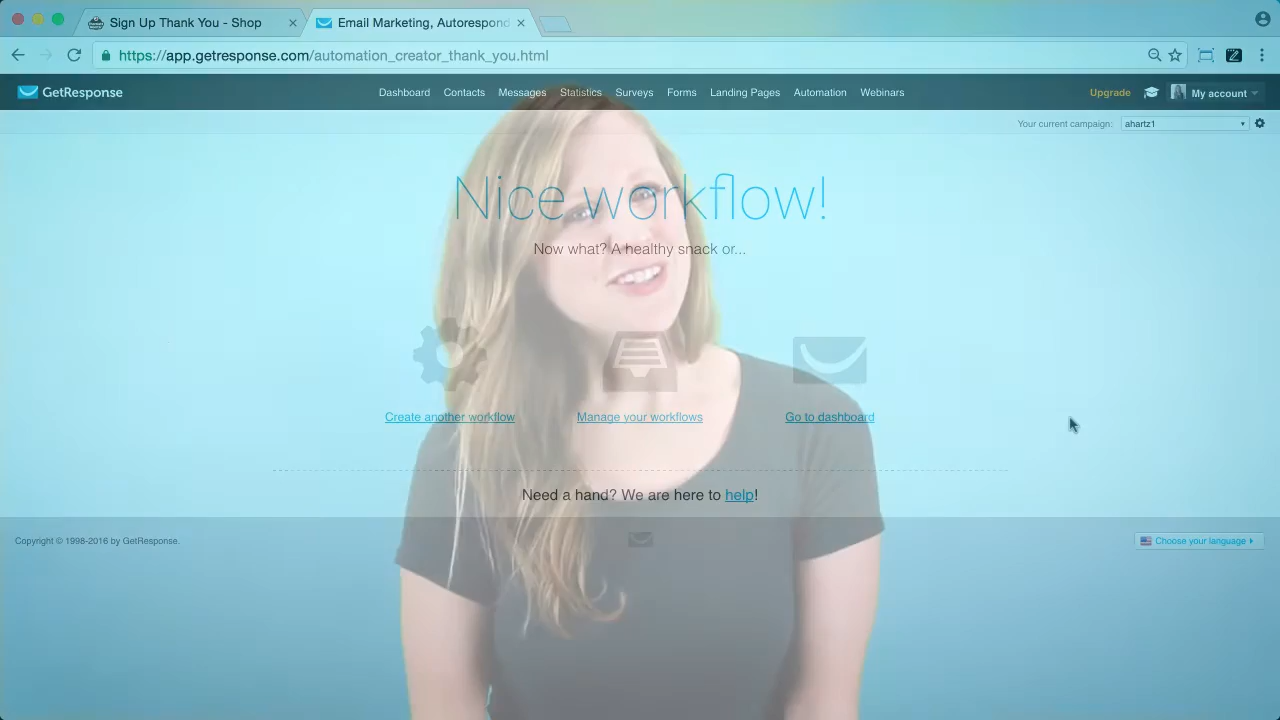 Sign Up Thank You - Shop
Email Marketing, Autorespond
https://app.getresponse.com/automation_creator_thank_you.html
GetResponse
Dashboard Contacts Messages Statistics Surveys Forms Landing Pages Automation Webinars
Upgrade My account
Your current campaign: ahartz1
Nice workflow!
Now what? A healthy snack or...
Create another workflow Manage your workflows Go to dashboard
Need a hand? We are here to help!
Copyright © 1998-2016 by GetResponse.
Choose your language